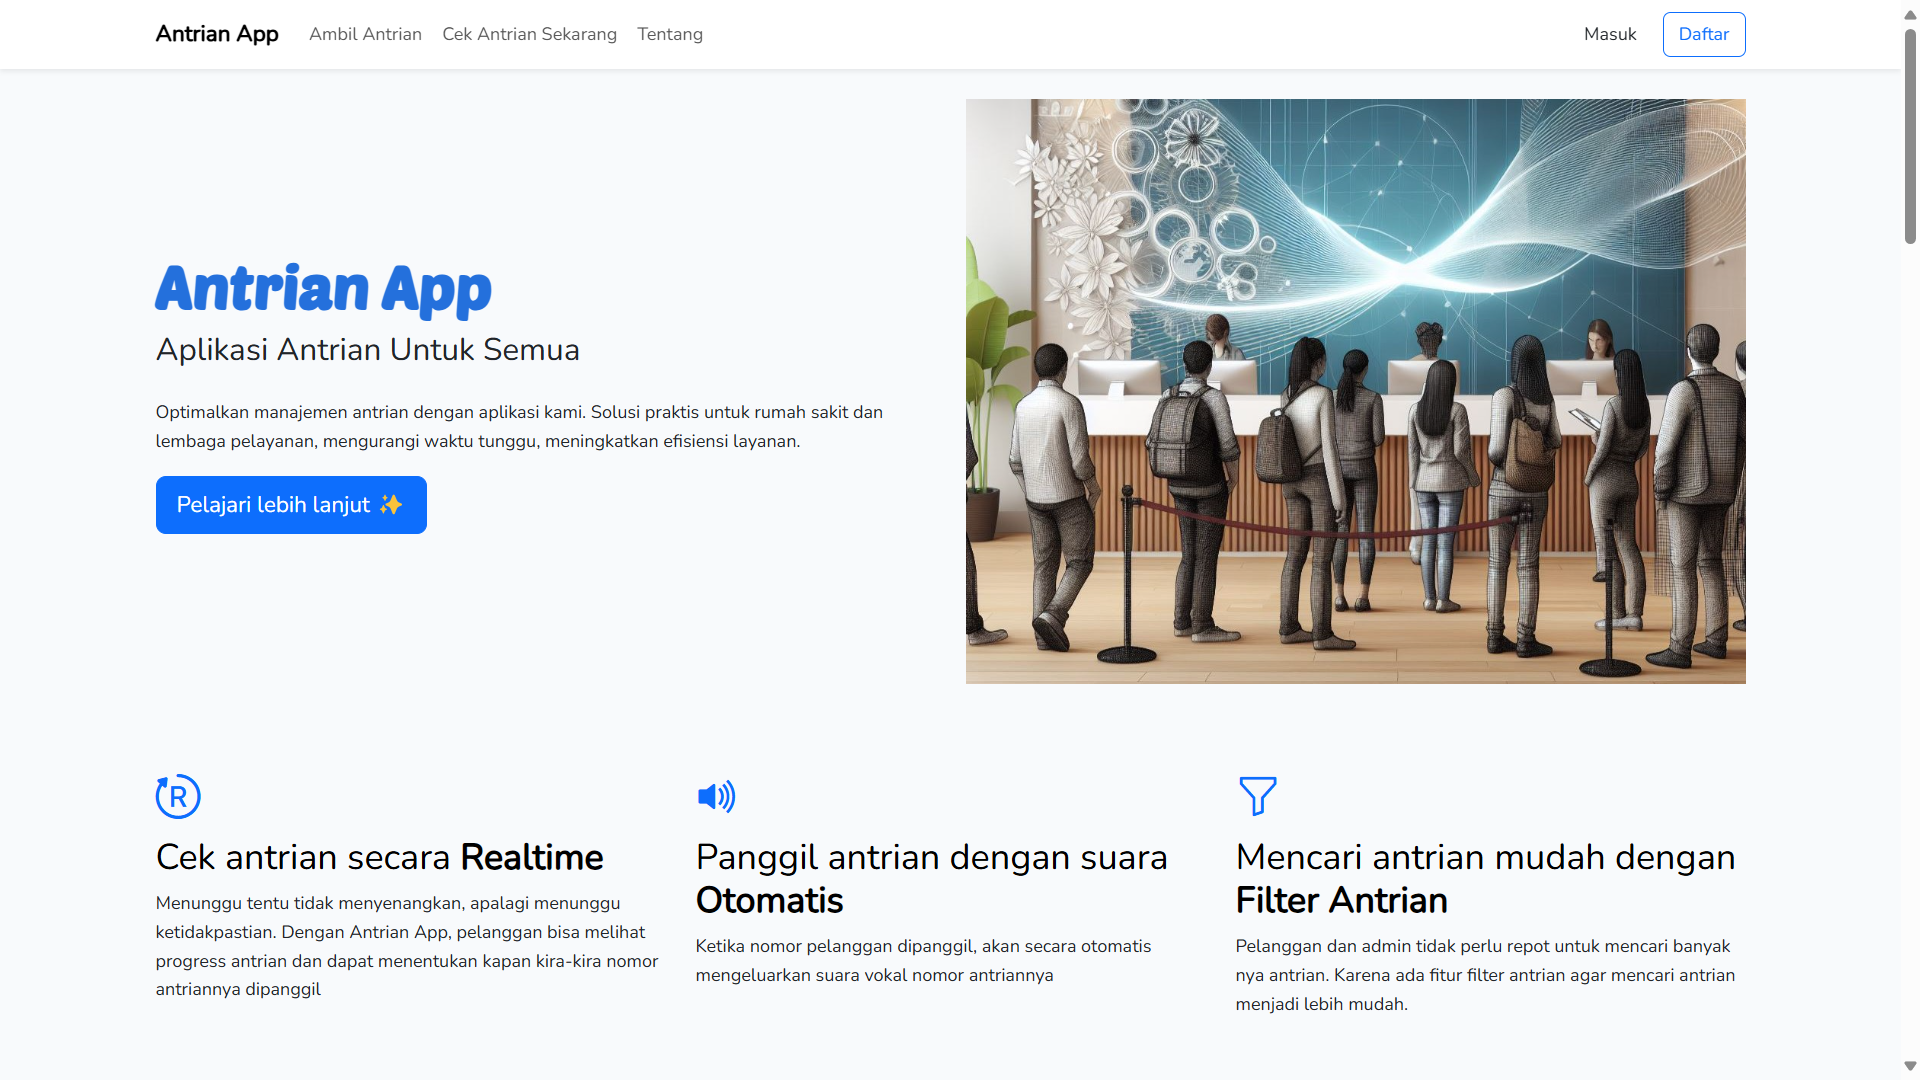 Antrian App Ambil Antrian Cek Antrian Sekarang Tentang Masuk Daftar
Antrian App
Aplikasi Antrian Untuk Semua
Optimalkan manajemen antrian dengan aplikasi kami. Solusi praktis untuk rumah sakit dan
lembaga pelayanan, mengurangi waktu tunggu, meningkatkan efisiensi layanan.
Pelajari lebih lanjut ✨
R
Cek antrian secara Realtime
Menunggu tentu tidak menyenangkan, apalagi menunggu
ketidakpastian. Dengan Antrian App, pelanggan bisa melihat
progress antrian dan dapat menentukan kapan kira-kira nomor
antriannya dipanggil
Panggil antrian dengan suara
Otomatis
Ketika nomor pelanggan dipanggil, akan secara otomatis
mengeluarkan suara vokal nomor antriannya
Mencari antrian mudah dengan
Filter Antrian
Pelanggan dan admin tidak perlu repot untuk mencari banyak
nya antrian. Karena ada fitur filter antrian agar mencari antrian
menjadi lebih mudah.